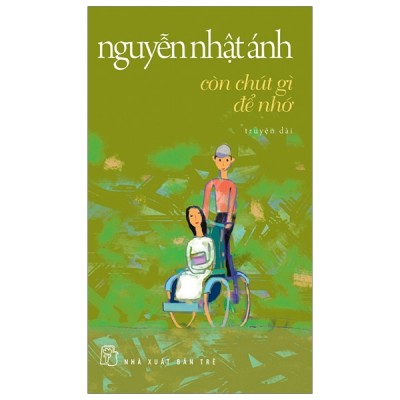 nguyễn nhật ánh
còn chút gì
để nhớ
truyện dài
NHÀ XUẤT BẢN TRẺ